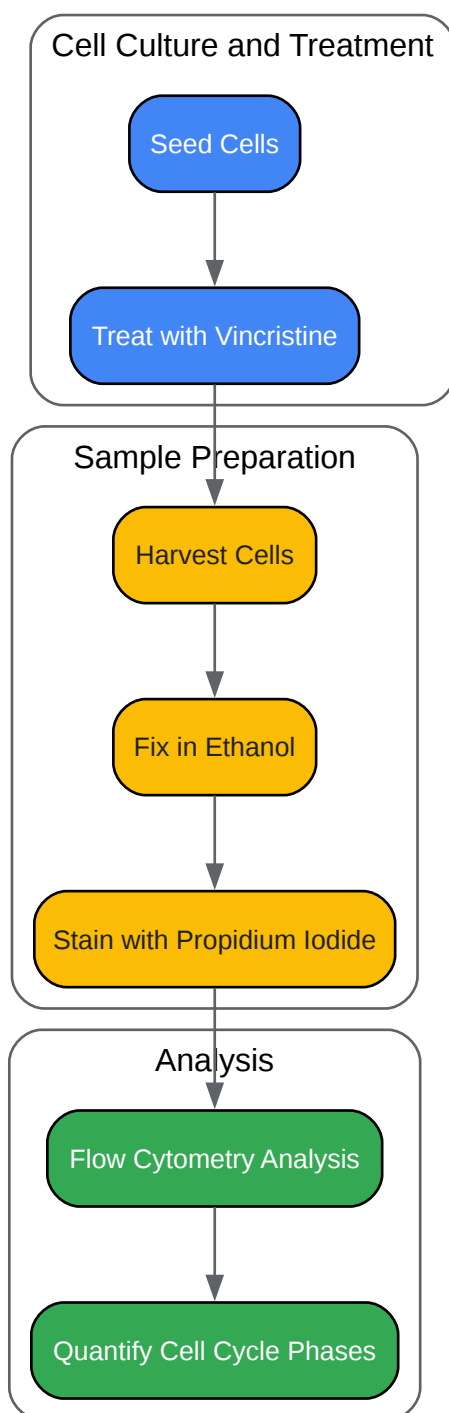 Cell Culture and Treatment
Seed Cells
Treat with Vincristine
Sample Preparation
Harvest Cells
Fix in Ethanol
Stain with Propidium Iodide
Analysis
Flow Cytometry Analysis
Quantify Cell Cycle Phases